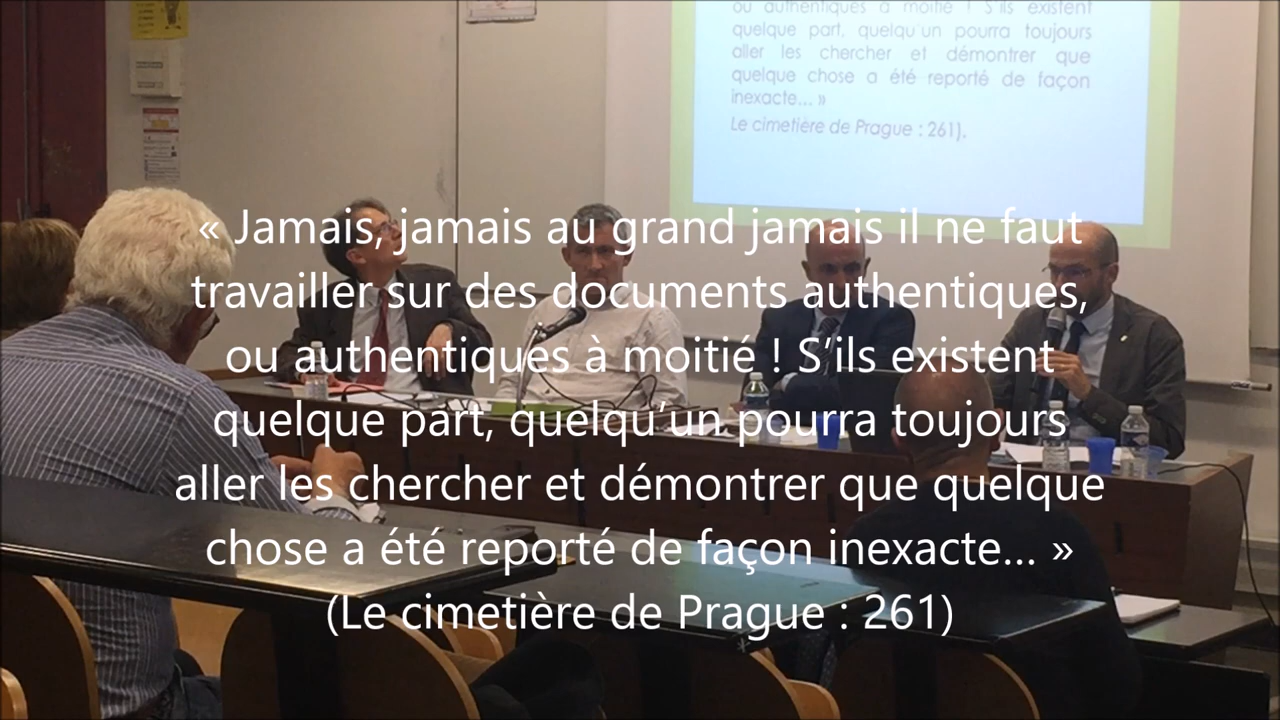 ou authentiques à moitié ! S'ils existent
quelque part, quelqu'un pourra toujours
aller les chercher et démontrer que
quelque chose a été reporté de façon
inexacte... »
Le cimetière de Prague : 261).
« Jamais, jamais au grand jamais il ne faut
travailler sur des documents authentiques,
ou authentiques à moitié ! S’ils existent
quelque part, quelqu’un pourra toujours
aller les chercher et démontrer que quelque
chose a été reporté de façon inexacte… »
(Le cimetière de Prague : 261)